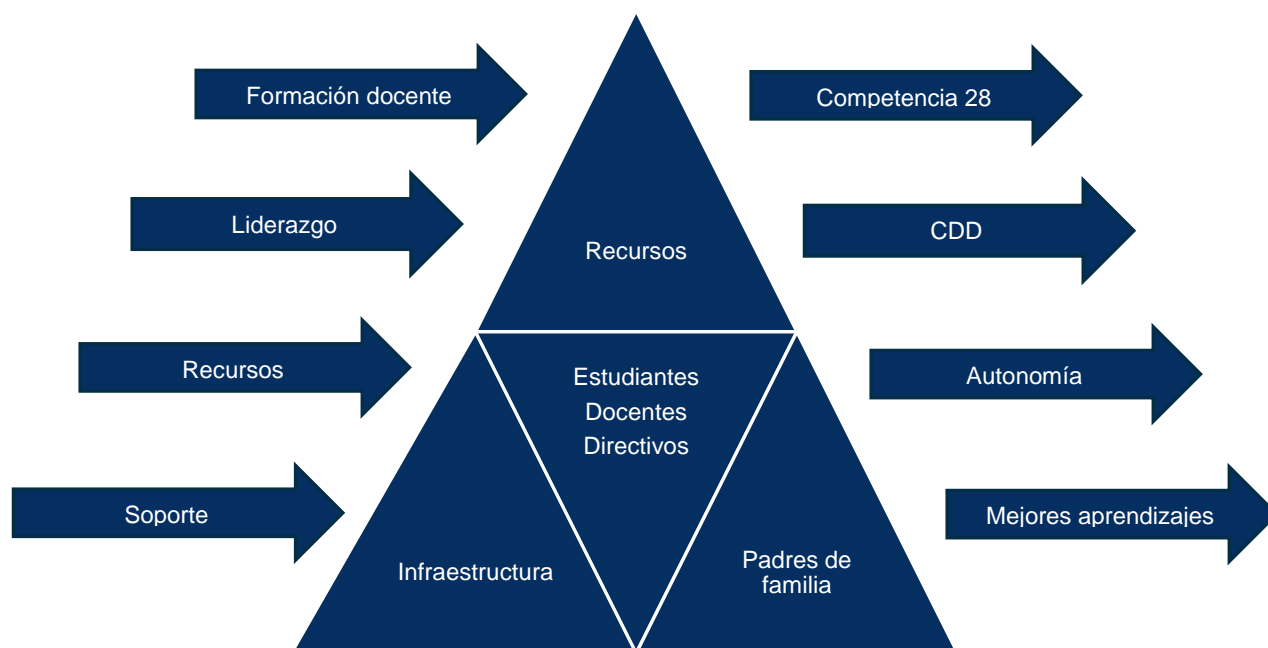 Formación docente
Competencia 28
Liderazgo
CDD
Recursos
Recursos
Estudiantes
Docentes
Directivos
Autonomía
Soporte
Mejores aprendizajes
Infraestructura
Padres de
familia